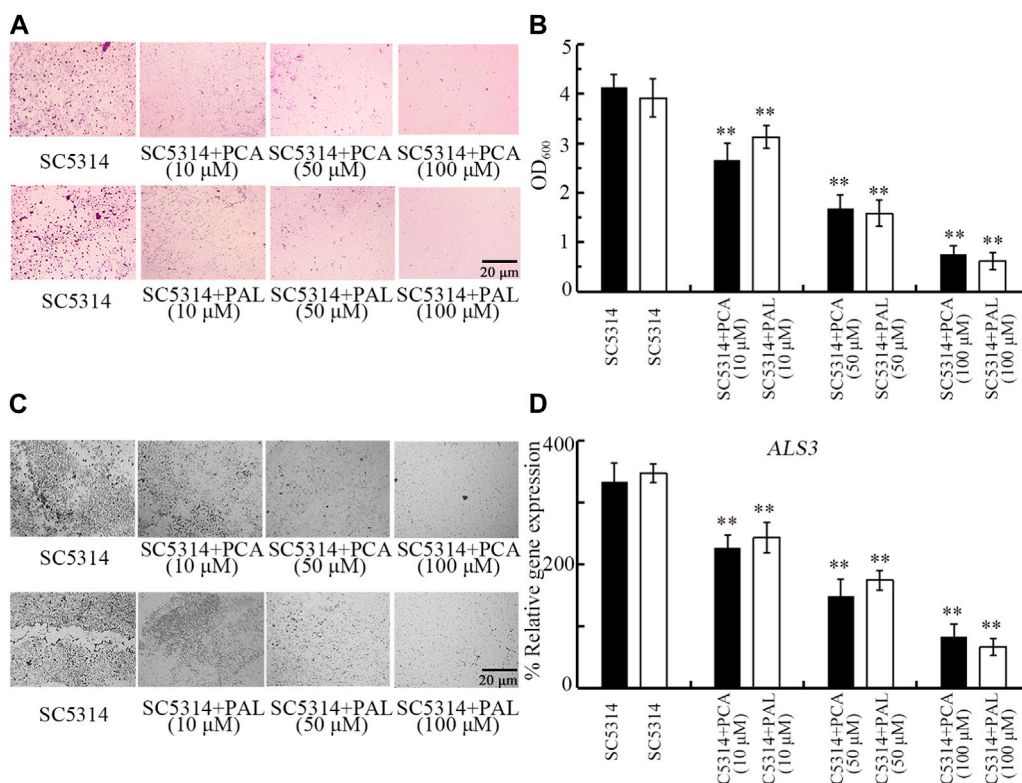 A
SC5314
SC5314+PCA
(10 μM)
SC5314+PCA
(50 μM)
SC5314+PCA
(100 μM)
SC5314
SC5314+PAL
(10 μM)
SC5314+PAL
(50 μM)
SC5314+PAL
(100 μM)
20 μm
B
OD600
5
4
3
2
1
0
**
**
**
**
**
**
SC5314
SC5314
SC5314+PCA
(10 μM)
SC5314+PAL
(10 μM)
SC5314+PCA
(50 μM)
SC5314+PAL
(50 μM)
SC5314+PCA
(100 μM)
SC5314+PAL
(100 μM)
C
SC5314
SC5314+PCA
(10 μM)
SC5314+PCA
(50 μM)
SC5314+PCA
(100 μM)
SC5314
SC5314+PAL
(10 μM)
SC5314+PAL
(50 μM)
SC5314+PAL
(100 μM)
20 μm
D
ALS3
% Relative gene expression
400
200
0
**
**
**
**
**
**
SC5314
SC5314
C5314+PCA
(10 μM)
C5314+PAL
(10 μM)
C5314+PCA
(50 μM)
C5314+PAL
(50 μM)
C5314+PCA
(100 μM)
C5314+PAL
(100 μM)